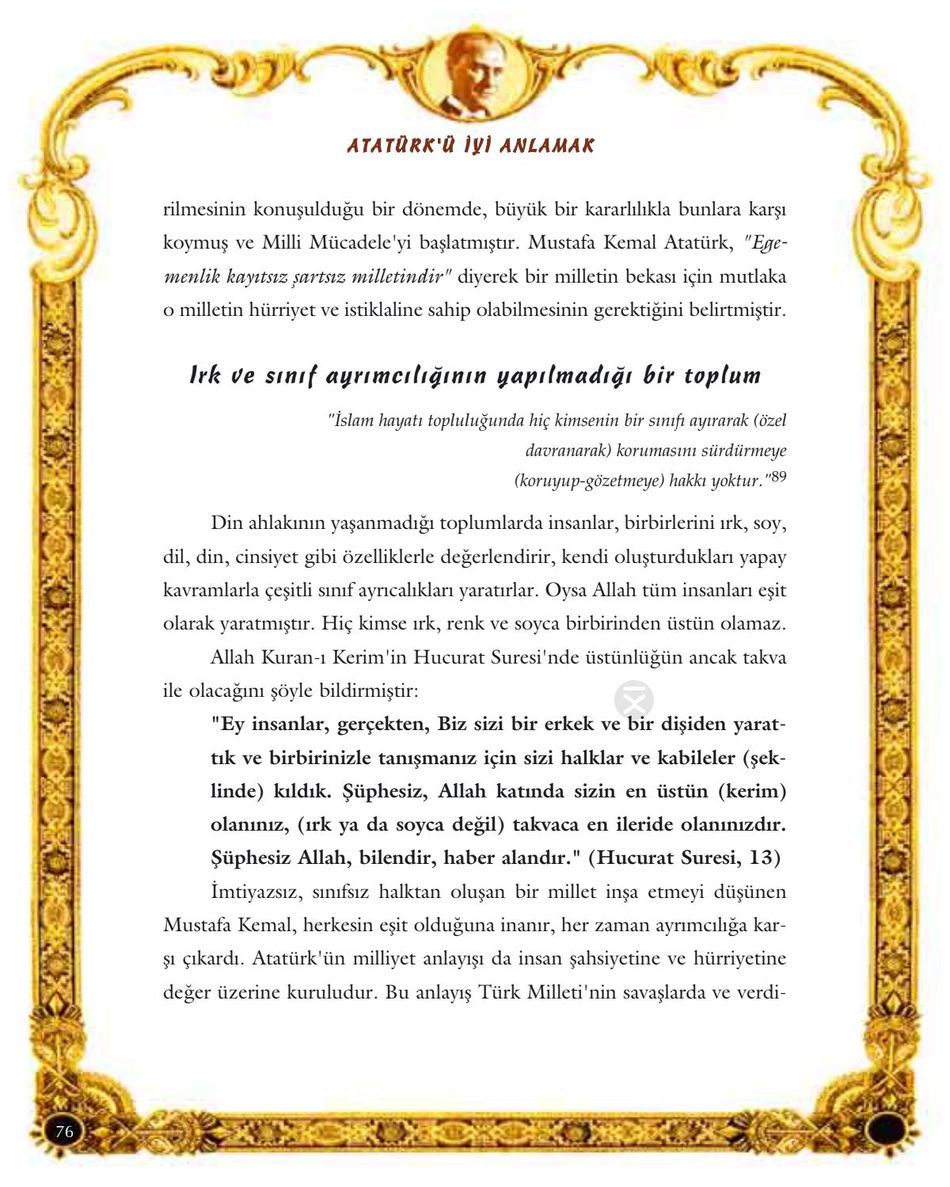 ATATÜRK'Ü İYİ ANLAMAK
rilmesinin konuşulduğu bir dönemde, büyük bir kararlılıkla bunlara karşı
koymuş ve Milli Mücadele'yi başlatmıştır. Mustafa Kemal Atatürk, "Ege-
menlik kayıtsız şartsız milletindir" diyerek bir milletin bekası için mutlaka
o milletin hürriyet ve istiklaline sahip olabilmesinin gerektiğini belirtmiştir.
Irk ve sınıf ayrımcılığının yapılmadığı bir toplum
"İslam hayatı topluluğunda hiç kimsenin bir sınıfı ayırarak (özel
davranarak) korumasını sürdürmeye
(koruyup-gözetmeye) hakkı yoktur."89
Din ahlakının yaşanmadığı toplumlarda insanlar, birbirlerini ırk, soy,
dil, din, cinsiyet gibi özelliklerle değerlendirir, kendi oluşturdukları yapay
kavramlarla çeşitli sınıf ayrıcalıkları yaratırlar. Oysa Allah tüm insanları eşit
olarak yaratmıştır. Hiç kimse ırk, renk ve soyca birbirinden üstün olamaz.
Allah Kuran-ı Kerim'in Hucurat Suresi'nde üstünlüğün ancak takva
ile olacağını şöyle bildirmiştir:
"Ey insanlar, gerçekten, Biz sizi bir erkek ve bir dişiden yarat-
tık ve birbirinizle tanışmanız için sizi halklar ve kabileler (şek-
linde) kıldık. Şüphesiz, Allah katında sizin en üstün (kerim)
olanınız, (ırk ya da soyca değil) takvaca en ileride olanınızdır.
Şüphesiz Allah, bilendir, haber alandır." (Hucurat Suresi, 13)
İmtiyazsız, sınıfsız halktan oluşan bir millet inşa etmeyi düşünen
Mustafa Kemal, herkesin eşit olduğuna inanır, her zaman ayrımcılığa kar-
şı çıkardı. Atatürk'ün milliyet anlayışı da insan şahsiyetine ve hürriyetine
değer üzerine kuruludur. Bu anlayış Türk Milleti'nin savaşlarda ve verdi-
76